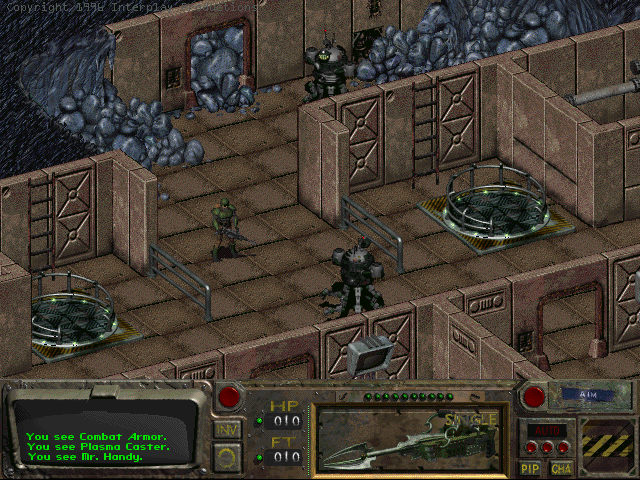 Copyright 1996 Interplay Productions
You see Combat Armor.
You see Plasma Caster.
You see Mr. Handy.
INV
HP
010
FT
010
SINGLE
AIM
AUTO
PIP
CHA